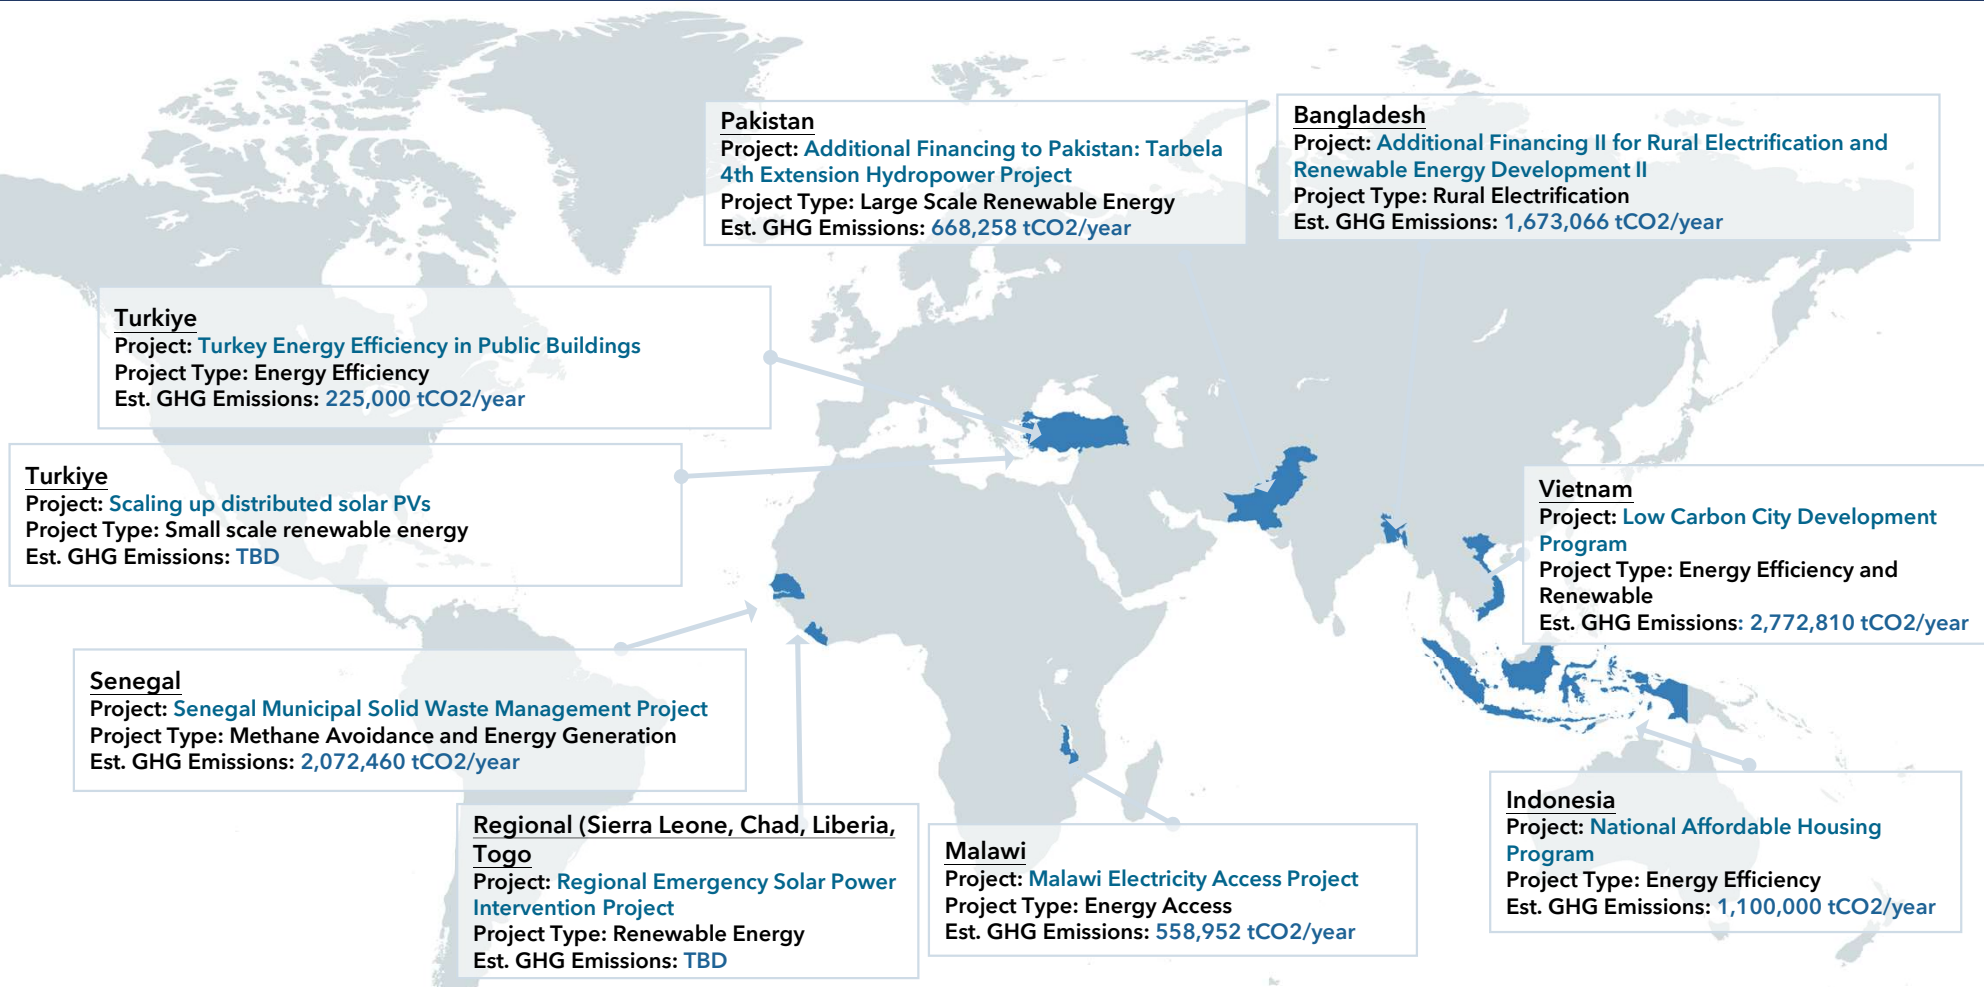 Pakistan
Project: Additional Financing to Pakistan: Tarbela
4th Extension Hydropower Project
Project Type: Large Scale Renewable Energy
Est. GHG Emissions: 668,258 tCO2/year
Bangladesh
Project: Additional Financing II for Rural Electrification and
Renewable Energy Development II
Project Type: Rural Electrification
Est. GHG Emissions: 1,673,066 tCO2/year
Turkiye
Project: Turkey Energy Efficiency in Public Buildings
Project Type: Energy Efficiency
Est. GHG Emissions: 225,000 tCO2/year
Turkiye
Project: Scaling up distributed solar PVs
Project Type: Small scale renewable energy
Est. GHG Emissions: TBD
Vietnam
Project: Low Carbon City Development
Program
Project Type: Energy Efficiency and
Renewable
Est. GHG Emissions: 2,772,810 tCO2/year
Senegal
Project: Senegal Municipal Solid Waste Management Project
Project Type: Methane Avoidance and Energy Generation
Est. GHG Emissions: 2,072,460 tCO2/year
Regional (Sierra Leone, Chad, Liberia,
Togo
Project: Regional Emergency Solar Power
Intervention Project
Project Type: Renewable Energy
Est. GHG Emissions: TBD
Malawi
Project: Malawi Electricity Access Project
Project Type: Energy Access
Est. GHG Emissions: 558,952 tCO2/year
Indonesia
Project: National Affordable Housing
Program
Project Type: Energy Efficiency
Est. GHG Emissions: 1,100,000 tCO2/year